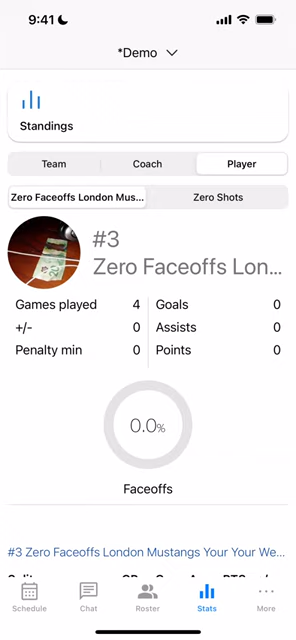 9:41
*Demo
Standings
Team Coach Player
Zero Faceoffs London Mus... Zero Shots
#3
Zero Faceoffs Lon...
Games played 4 Goals 0
+/- 0 Assists 0
Penalty min 0 Points 0
0.0%
Faceoffs
#3 Zero Faceoffs London Mustangs Your Your We...
Schedule Chat Roster Stats More